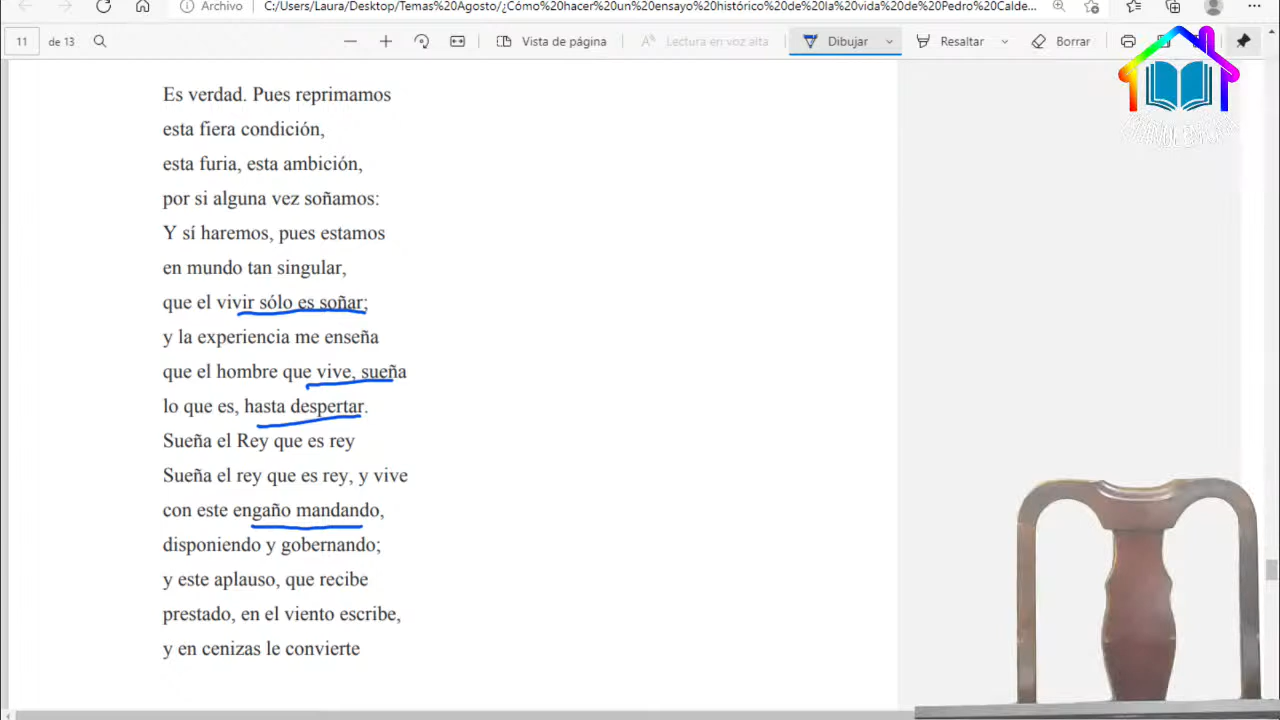 Archivo C:/Users/Laura/Desktop/Temas%20Agosto/¿Cómo%20hacer%20un%20ensayo%20histórico%20de%20la%20vida%20de%20Pedro%20Calde...
11 de 13 Vista de página Lectura en voz alta Dibujar Resaltar Borrar
Es verdad. Pues reprimamos
esta fiera condición,
esta furia, esta ambición,
por si alguna vez soñamos:
Y sí haremos, pues estamos
en mundo tan singular,
que el vivir sólo es soñar;
y la experiencia me enseña
que el hombre que vive, sueña
lo que es, hasta despertar.
Sueña el Rey que es rey
Sueña el rey que es rey, y vive
con este engaño mandando,
disponiendo y gobernando;
y este aplauso, que recibe
prestado, en el viento escribe,
y en cenizas le convierte